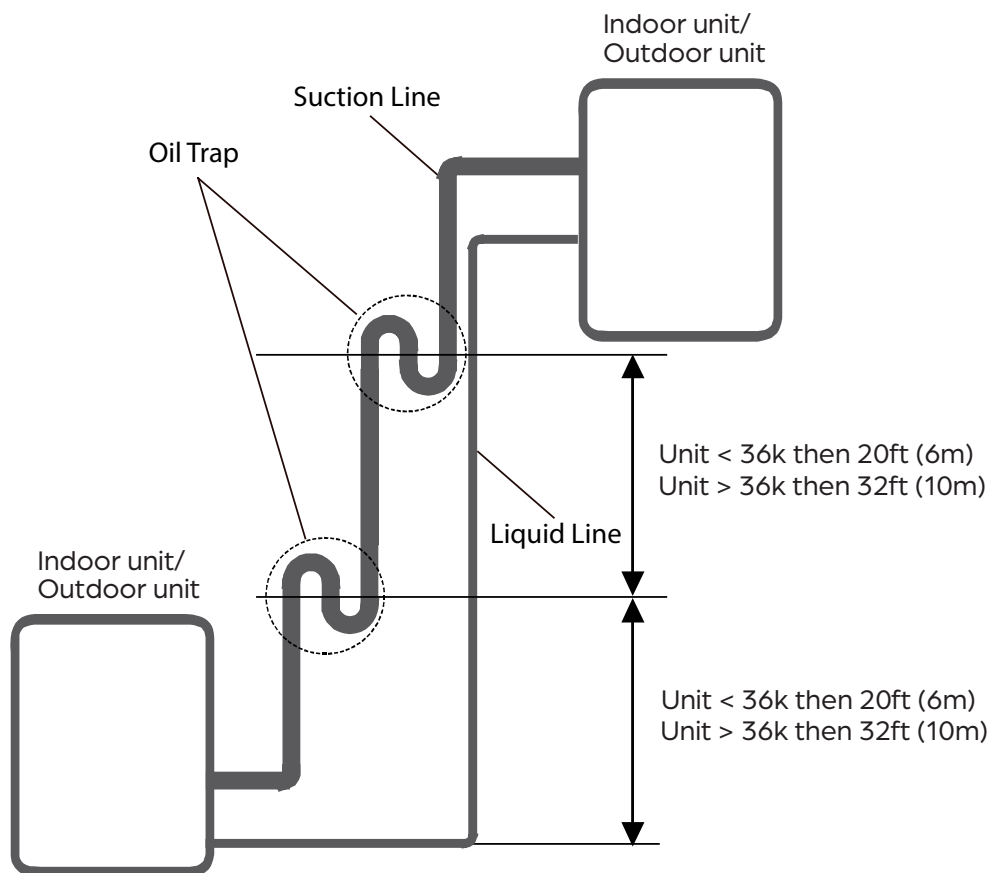 Indoor unit/
Outdoor unit
Suction Line
Oil Trap
Unit < 36k then 20ft (6m)
Unit > 36k then 32ft (10m)
Liquid Line
Indoor unit/
Outdoor unit
Unit < 36k then 20ft (6m)
Unit > 36k then 32ft (10m)